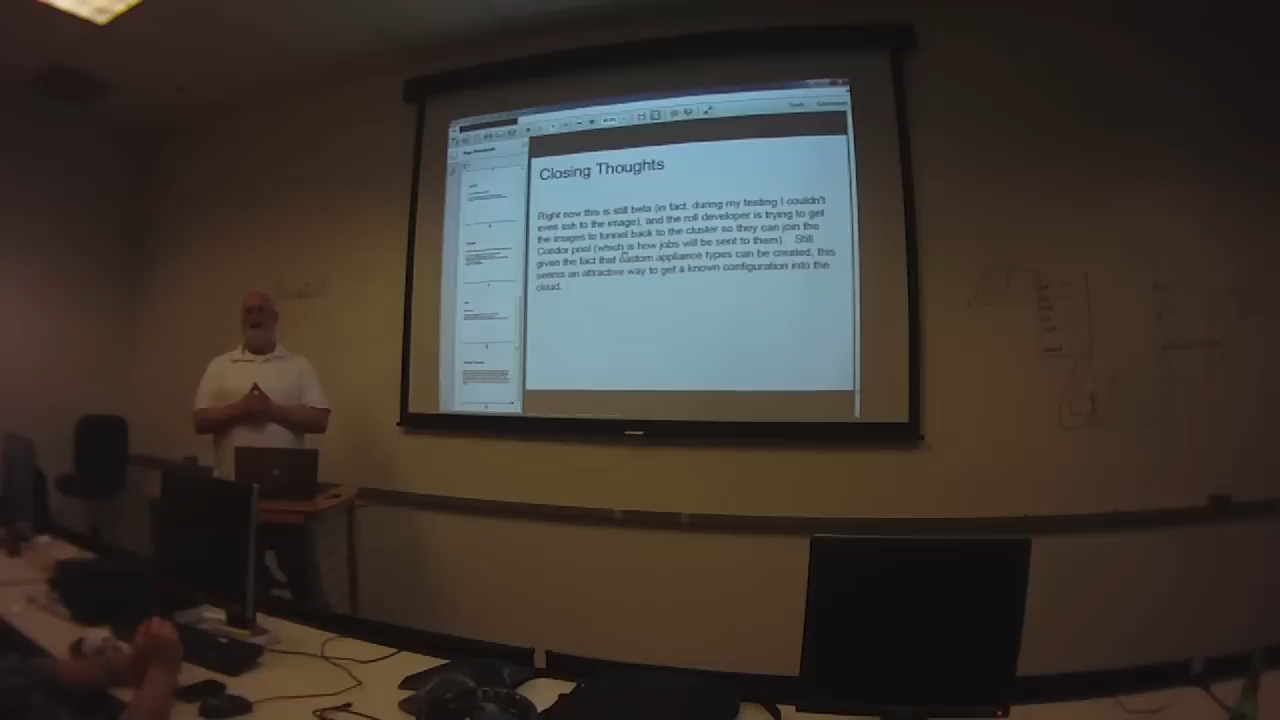 Tools
Comment
Closing Thoughts
Right now this is still beta (in fact, during my testing I couldn't
even ssh to the image), and the roll developer is trying to get
the images to tunnel back to the cluster so they can join the
Condor pool (which is how jobs will be sent to them). Still
given the fact that custom appliance types can be created, this
seems an attractive way to get a known configuration into the
cloud.